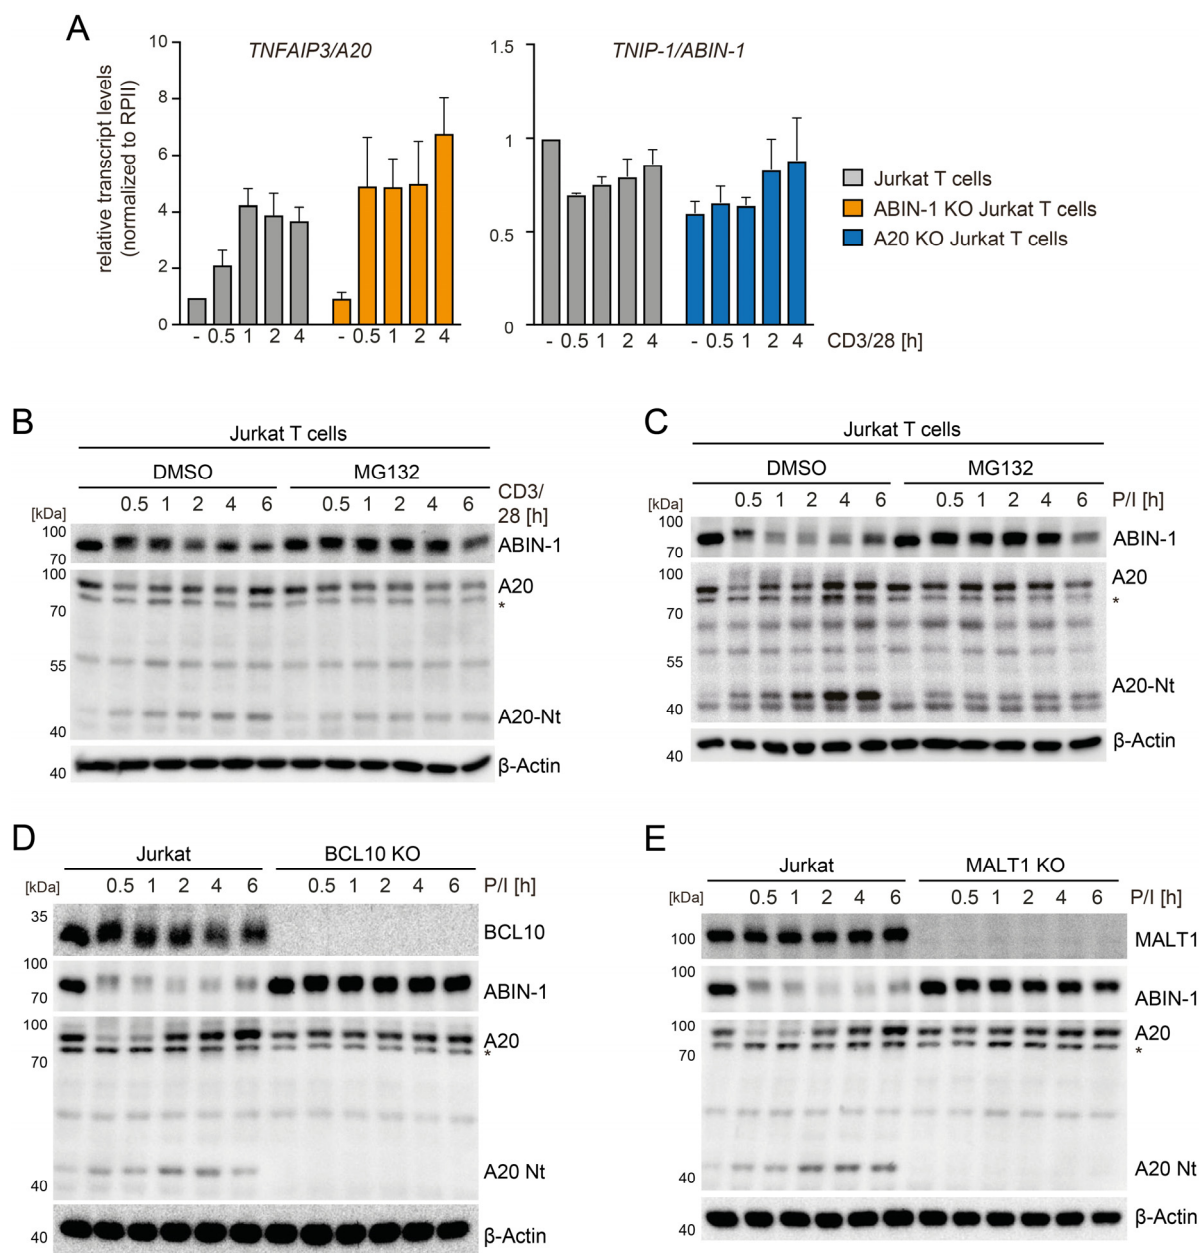 A
TNFAIP3/A20
TNIP-1/ABIN-1
relative transcript levels
(normalized to RPII)
10
8
6
4
2
0
- 0.5 1 2 4 - 0.5 1 2 4
1.5
1
0.5
0
- 0.5 1 2 4 - 0.5 1 2 4 CD3/28 [h]
Jurkat T cells
ABIN-1 KO Jurkat T cells
A20 KO Jurkat T cells
B
Jurkat T cells
DMSO MG132
0.5 1 2 4 6 0.5 1 2 4 6 CD3/
28 [h]
[kDa]
100
70
ABIN-1
100
A20
*
70
55
A20-Nt
40
β-Actin
40
C
Jurkat T cells
DMSO MG132
0.5 1 2 4 6 0.5 1 2 4 6 P/I [h]
[kDa]
100
ABIN-1
70
100
A20
*
70
55
A20-Nt
40
β-Actin
40
D
Jurkat BCL10 KO
[kDa] 0.5 1 2 4 6 0.5 1 2 4 6 P/I [h]
35
BCL10
100
ABIN-1
70
100
A20
*
70
A20 Nt
40
β-Actin
40
E
Jurkat MALT1 KO
[kDa] 0.5 1 2 4 6 0.5 1 2 4 6 P/I [h]
100
MALT1
100
ABIN-1
70
100
A20
*
70
A20 Nt
40
β-Actin
40